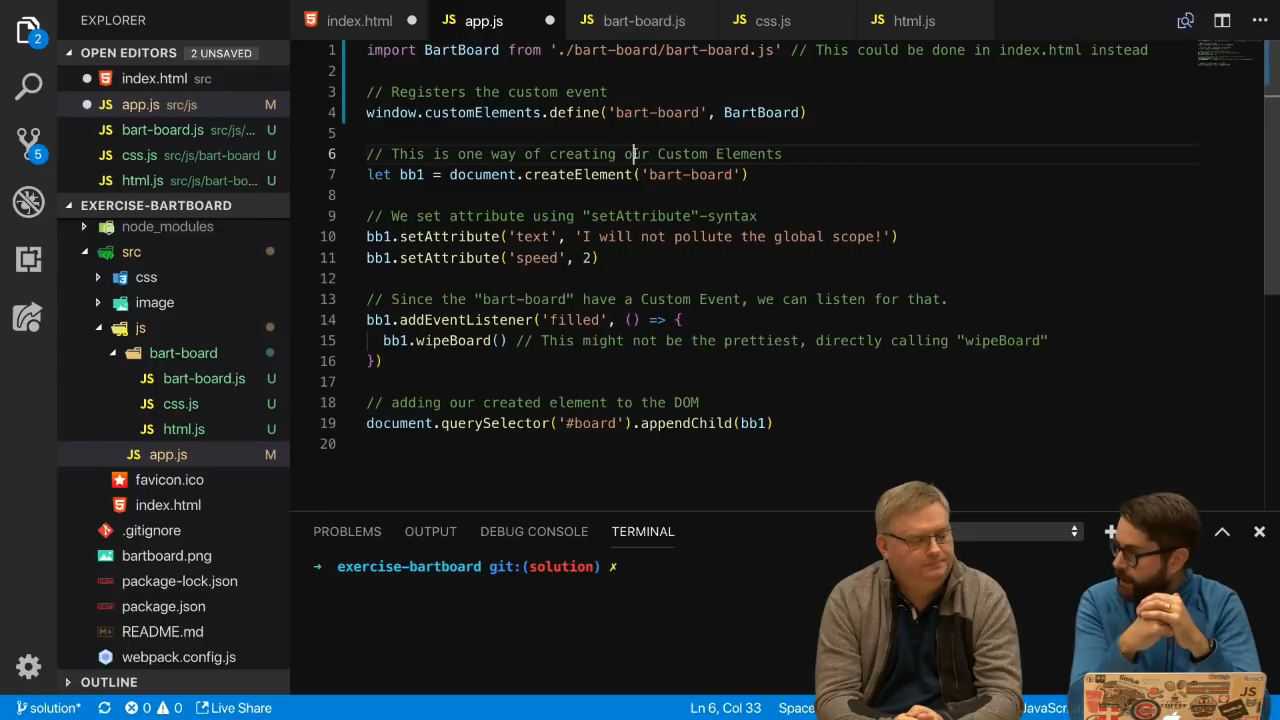 2
5
EXPLORER
OPEN EDITORS 2 UNSAVED
index.html src
app.js src/js M
bart-board.js src/js/... U
css.js src/js/bart-board U
html.js src/js/bart-bo... U
EXERCISE-BARTBOARD
node_modules
src
css
image
js
bart-board
bart-board.js U
css.js U
html.js U
app.js M
favicon.ico
index.html
.gitignore
bartboard.png
package-lock.json
package.json
README.md
webpack.config.js
OUTLINE
index.html
JS app.js
JS bart-board.js
JS css.js
JS html.js
1 import BartBoard from './bart-board/bart-board.js' // This could be done in index.html instead
2
3 // Registers the custom event
4 window.customElements.define('bart-board', BartBoard)
5
6 // This is one way of creating our Custom Elements
7 let bb1 = document.createElement('bart-board')
8
9 // We set attribute using "setAttribute"-syntax
10 bb1.setAttribute('text', 'I will not pollute the global scope!')
11 bb1.setAttribute('speed', 2)
12
13 // Since the "bart-board" have a Custom Event, we can listen for that.
14 bb1.addEventListener('filled', () => {
15 bb1.wipeBoard() // This might not be the prettiest, directly calling "wipeBoard"
16 })
17
18 // adding our created element to the DOM
19 document.querySelector('#board').appendChild(bb1)
20
PROBLEMS OUTPUT DEBUG CONSOLE TERMINAL
→ exercise-bartboard git:(solution) ✗
solution* 0 0 Live Share Ln 6, Col 33
JS